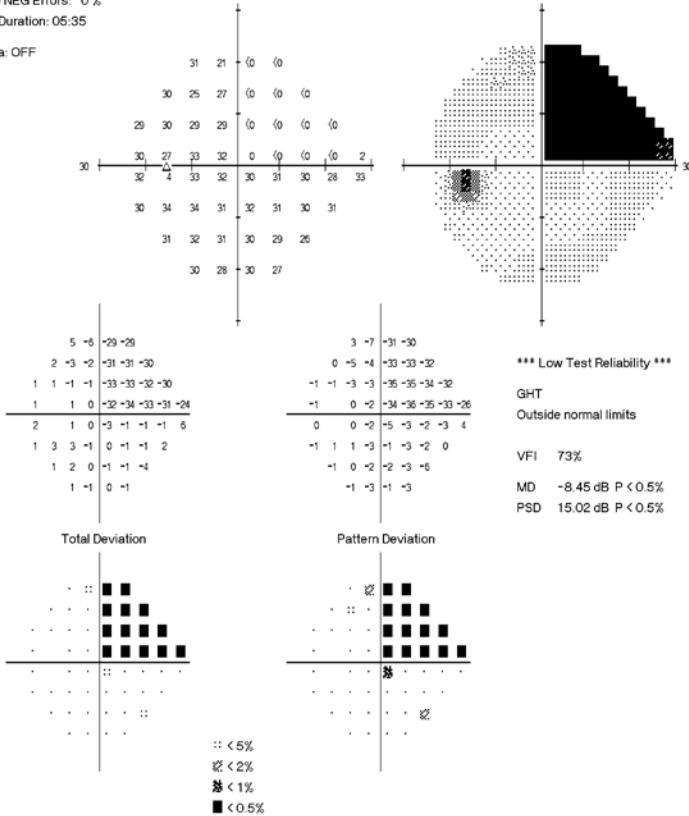 NEG Errors: 0 %
Duration: 05:35
a: OFF
31 21 <0 <0
30 25 27 <0 <0 <0
29 30 29 29 <0 <0 <0 <0
30 27 33 32 0 <0 <0 2
30 30
32 4 33 32 30 31 30 28 33
30 34 34 31 32 31 30 31
31 32 31 30 29 26
30 28 30 27
5 -6 -29 -29
3 -7 -31 -30
2 -3 -2 -31 -31 -30
0 -5 -4 -33 -33 -32
*** Low Test Reliability ***
1 1 -1 -1 -33 -33 -32 -30
-1 -1 -3 -3 -35 -35 -34 -32
GHT
1 1 0 -32 -34 -33 -31 -24
-1 0 -2 -34 -36 -35 -33 -26
Outside normal limits
2 1 0 -3 -1 -1 -1 6
0 0 -2 -5 -3 -2 -3 4
1 3 3 -1 0 -1 -1 2
-1 1 1 -3 -1 -3 -2 0
VFI 73%
1 2 0 -1 -1 -4
-1 0 -2 -2 -3 -6
1 -1 0 -1
-1 -3 -1 -3
MD -8.45 dB P < 0.5%
PSD 15.02 dB P < 0.5%
Total Deviation
Pattern Deviation
< 5%
< 2%
< 1%
< 0.5%